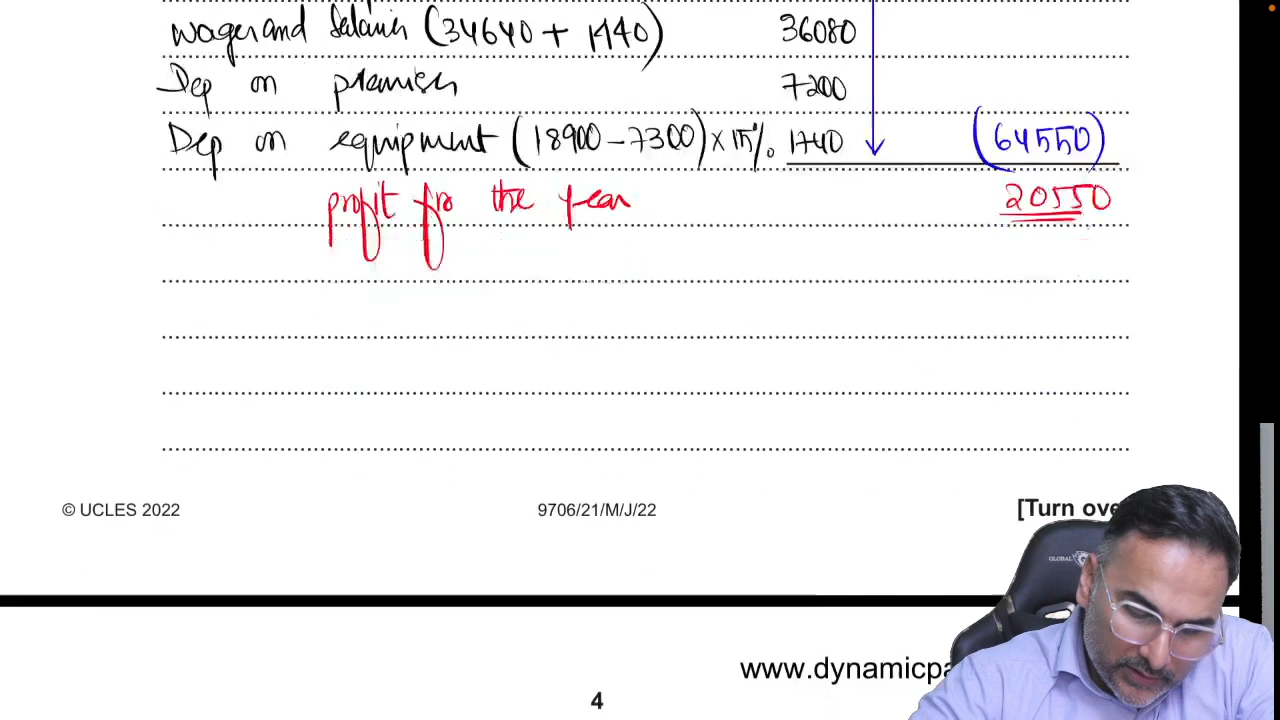 Wages and Salaries (34640 + 1440) 36080
Dep on premises 7200
Dep on equipment (18900 - 7300) x 15% 1740 (64550)
profit for the year 20550
© UCLES 2022 9706/21/M/J/22 [Turn ove
GLOBAL
www.dynamicpa
4